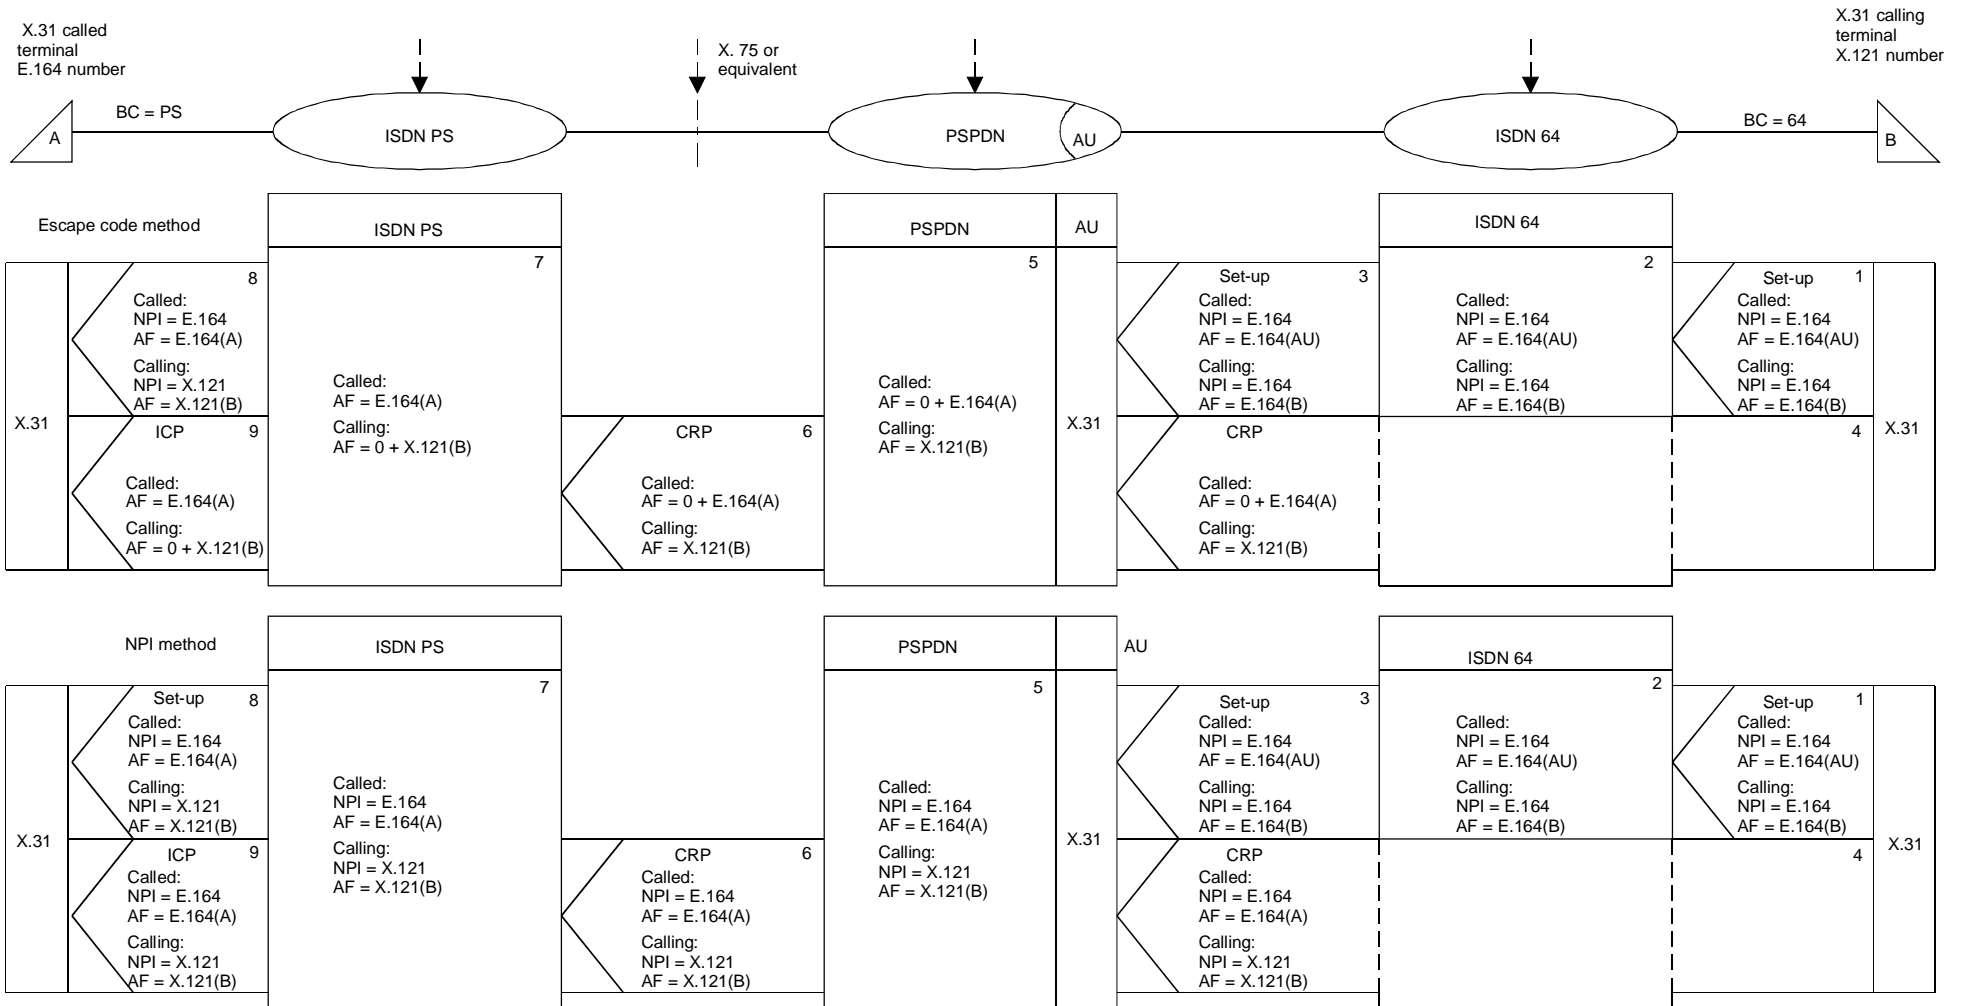 X.31 called
terminal
E.164 number
X. 75 or
equivalent
X.31 calling
terminal
X.121 number
A
BC = PS
ISDN PS
PSPDN
AU
ISDN 64
BC = 64
B
Escape code method
ISDN PS
PSPDN
AU
ISDN 64
X.31
8
Called:
NPI = E.164
AF = E.164(A)
Calling:
NPI = X.121
AF = X.121(B)
ICP 9
Called:
AF = E.164(A)
Calling:
AF = 0 + X.121(B)
7
Called:
AF = E.164(A)
Calling:
AF = 0 + X.121(B)
CRP 6
Called:
AF = 0 + E.164(A)
Calling:
AF = X.121(B)
5
Called:
AF = 0 + E.164(A)
Calling:
AF = X.121(B)
X.31
Set-up 3
Called:
NPI = E.164
AF = E.164(AU)
Calling:
NPI = E.164
AF = E.164(B)
CRP
Called:
AF = 0 + E.164(A)
Calling:
AF = X.121(B)
2
Called:
NPI = E.164
AF = E.164(AU)
Calling:
NPI = E.164
AF = E.164(B)
Set-up 1
Called:
NPI = E.164
AF = E.164(AU)
Calling:
NPI = E.164
AF = E.164(B)
4
X.31
NPI method
ISDN PS
PSPDN
AU
ISDN 64
X.31
Set-up 8
Called:
NPI = E.164
AF = E.164(A)
Calling:
NPI = X.121
AF = X.121(B)
ICP 9
Called:
NPI = E.164
AF = E.164(A)
Calling:
NPI = X.121
AF = X.121(B)
7
Called:
NPI = E.164
AF = E.164(A)
Calling:
NPI = X.121
AF = X.121(B)
CRP 6
Called:
NPI = E.164
AF = E.164(A)
Calling:
NPI = X.121
AF = X.121(B)
5
Called:
NPI = E.164
AF = E.164(A)
Calling:
NPI = X.121
AF = X.121(B)
X.31
Set-up 3
Called:
NPI = E.164
AF = E.164(AU)
Calling:
NPI = E.164
AF = E.164(B)
CRP
Called:
NPI = E.164
AF = E.164(A)
Calling:
NPI = X.121
AF = X.121(B)
2
Called:
NPI = E.164
AF = E.164(AU)
Calling:
NPI = E.164
AF = E.164(B)
Set-up 1
Called:
NPI = E.164
AF = E.164(AU)
Calling:
NPI = E.164
AF = E.164(B)
4
X.31